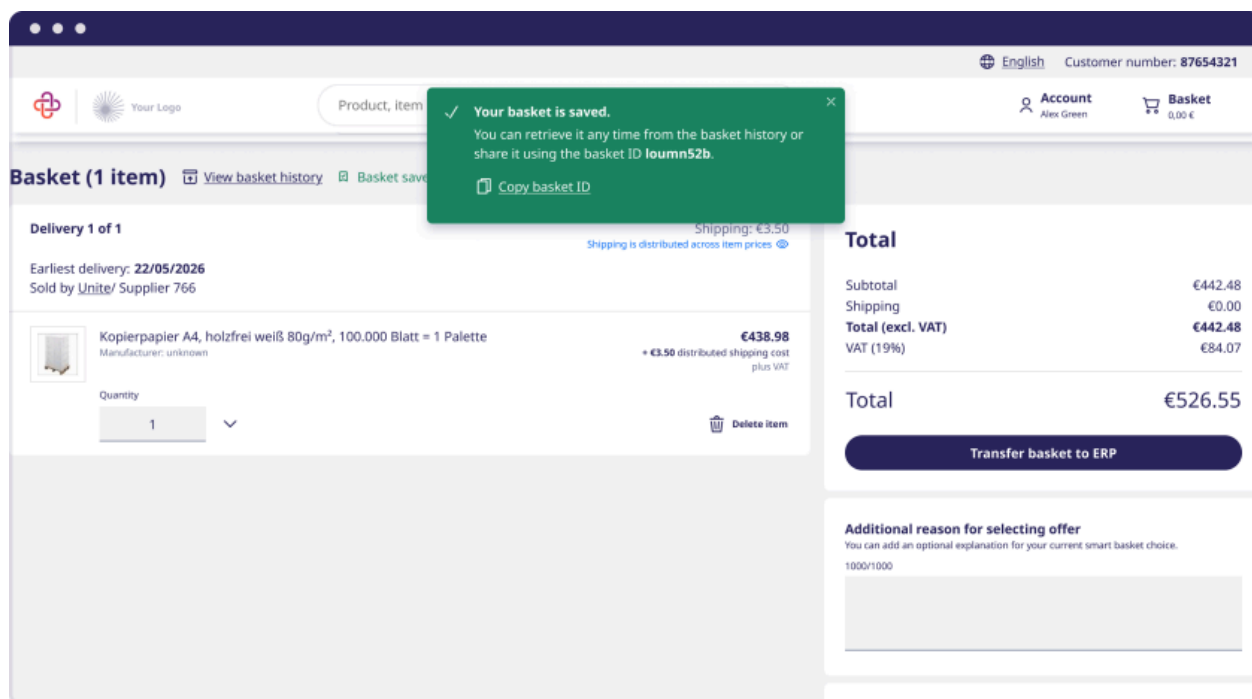 English Customer number: 87654321
Your Logo
Product, item
Account
Alex Green
Basket
0,00 €
Your basket is saved.
You can retrieve it any time from the basket history or
share it using the basket ID loumn52b.
Copy basket ID
Basket (1 item) View basket history Basket save
Delivery 1 of 1
Shipping: €3.50
Shipping is distributed across item prices
Earliest delivery: 22/05/2026
Sold by Unite/ Supplier 766
Kopierpapier A4, holzfrei weiß 80g/m², 100.000 Blatt = 1 Palette
Manufacturer: unknown
€438.98
+ €3.50 distributed shipping cost
plus VAT
Quantity
1
Delete item
Total
Subtotal €442.48
Shipping €0.00
Total (excl. VAT) €442.48
VAT (19%) €84.07
Total €526.55
Transfer basket to ERP
Additional reason for selecting offer
You can add an optional explanation for your current smart basket choice.
1000/1000